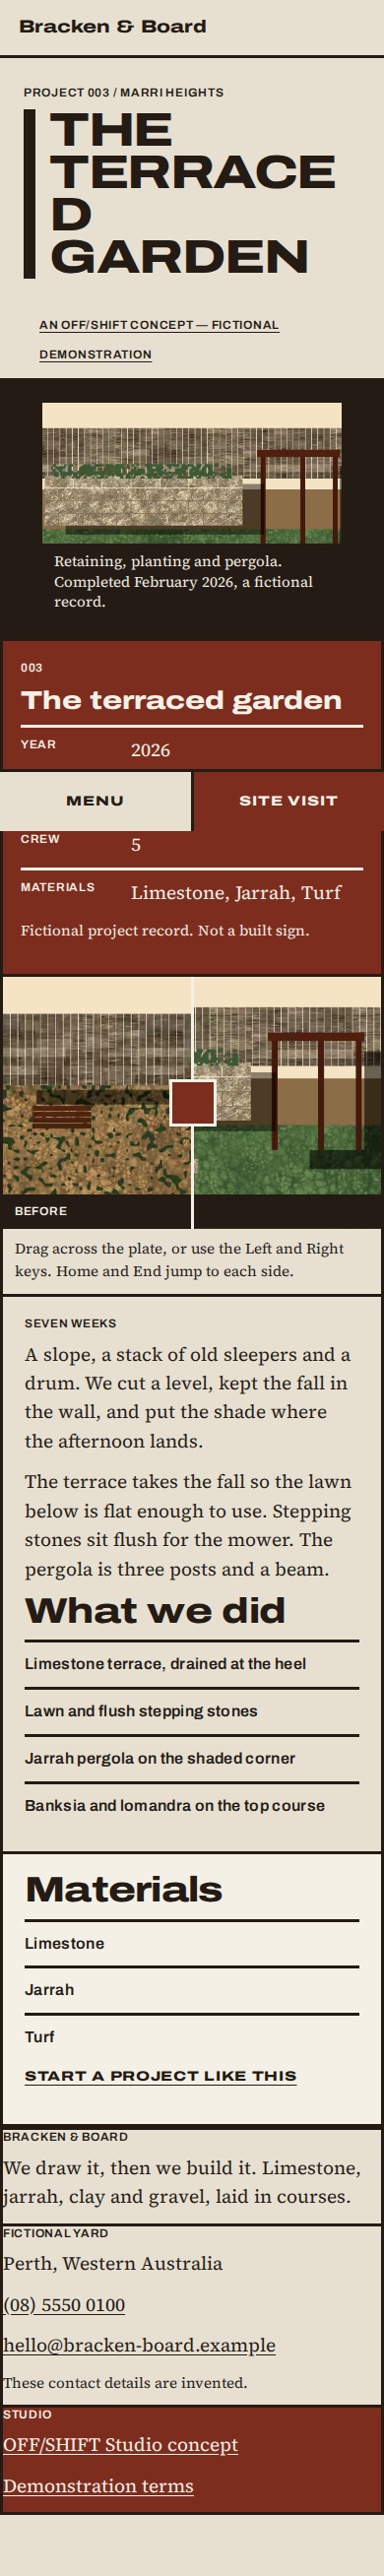 Bracken & Board
PROJECT 003 / MARRI HEIGHTS
THE
TERRACE
D
GARDEN
AN OFF/SHIFT CONCEPT — FICTIONAL
DEMONSTRATION
Retaining, planting and pergola.
Completed February 2026, a fictional
record.
003
The terraced garden
YEAR 2026
MENU SITE VISIT
CREW 5
MATERIALS Limestone, Jarrah, Turf
Fictional project record. Not a built sign.
BEFORE
Drag across the plate, or use the Left and Right
keys. Home and End jump to each side.
SEVEN WEEKS
A slope, a stack of old sleepers and a
drum. We cut a level, kept the fall in
the wall, and put the shade where
the afternoon lands.
The terrace takes the fall so the lawn
below is flat enough to use. Stepping
stones sit flush for the mower. The
pergola is three posts and a beam.
What we did
Limestone terrace, drained at the heel
Lawn and flush stepping stones
Jarrah pergola on the shaded corner
Banksia and lomandra on the top course
Materials
Limestone
Jarrah
Turf
START A PROJECT LIKE THIS
BRACKEN & BOARD
We draw it, then we build it. Limestone,
jarrah, clay and gravel, laid in courses.
FICTIONAL YARD
Perth, Western Australia
(08) 5550 0100
hello@bracken-board.example
These contact details are invented.
STUDIO
OFF/SHIFT Studio concept
Demonstration terms